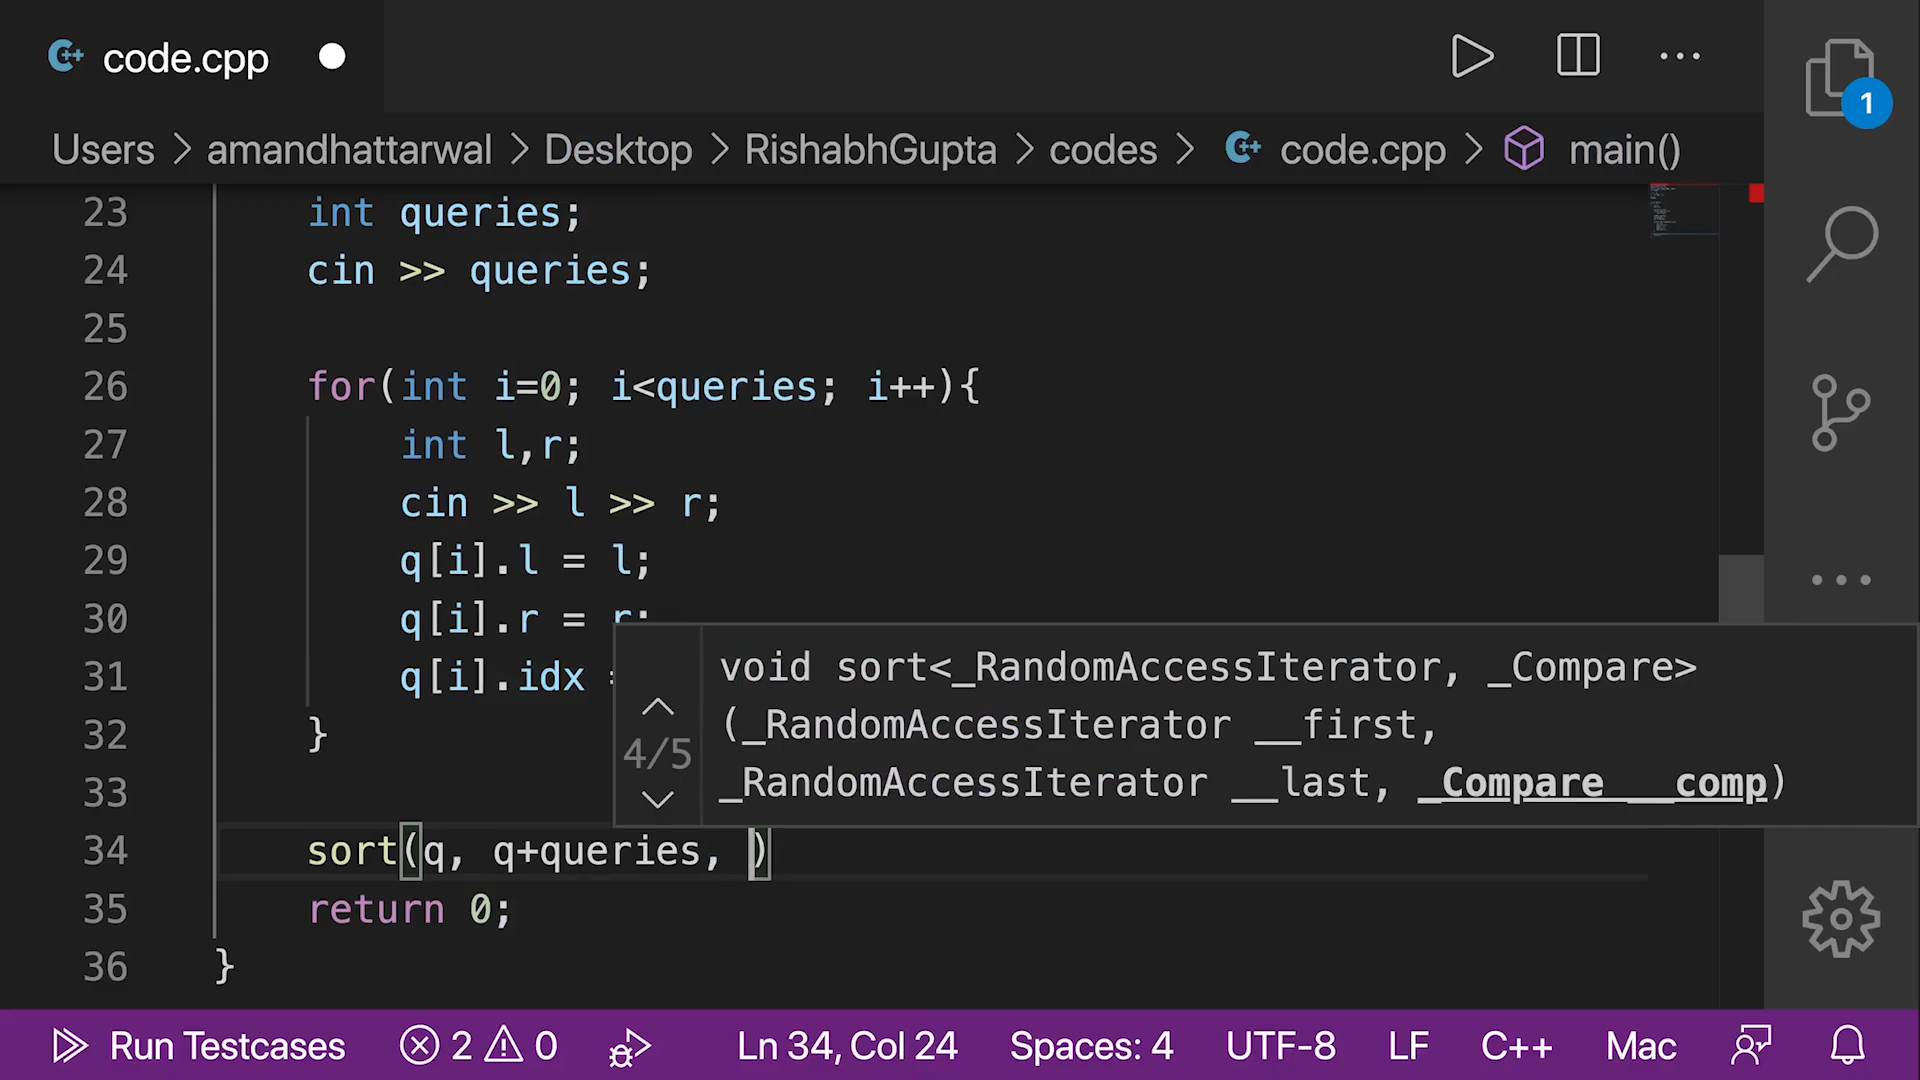 code.cpp
1
Users > amandhattarwal > Desktop > RishabhGupta > codes > code.cpp > main()
23 int queries;
24 cin >> queries;
25
26 for(int i=0; i<queries; i++){
27 int l,r;
28 cin >> l >> r;
29 q[i].l = l;
30 q[i].r = r;
31 q[i].idx =
32 }
33
void sort<_RandomAccessIterator, _Compare>
(_RandomAccessIterator __first,
4/5
_RandomAccessIterator __last, _Compare __comp)
34 sort(q, q+queries, )
35 return 0;
36 }
Run Testcases 2 0 Ln 34, Col 24 Spaces: 4 UTF-8 LF C++ Mac